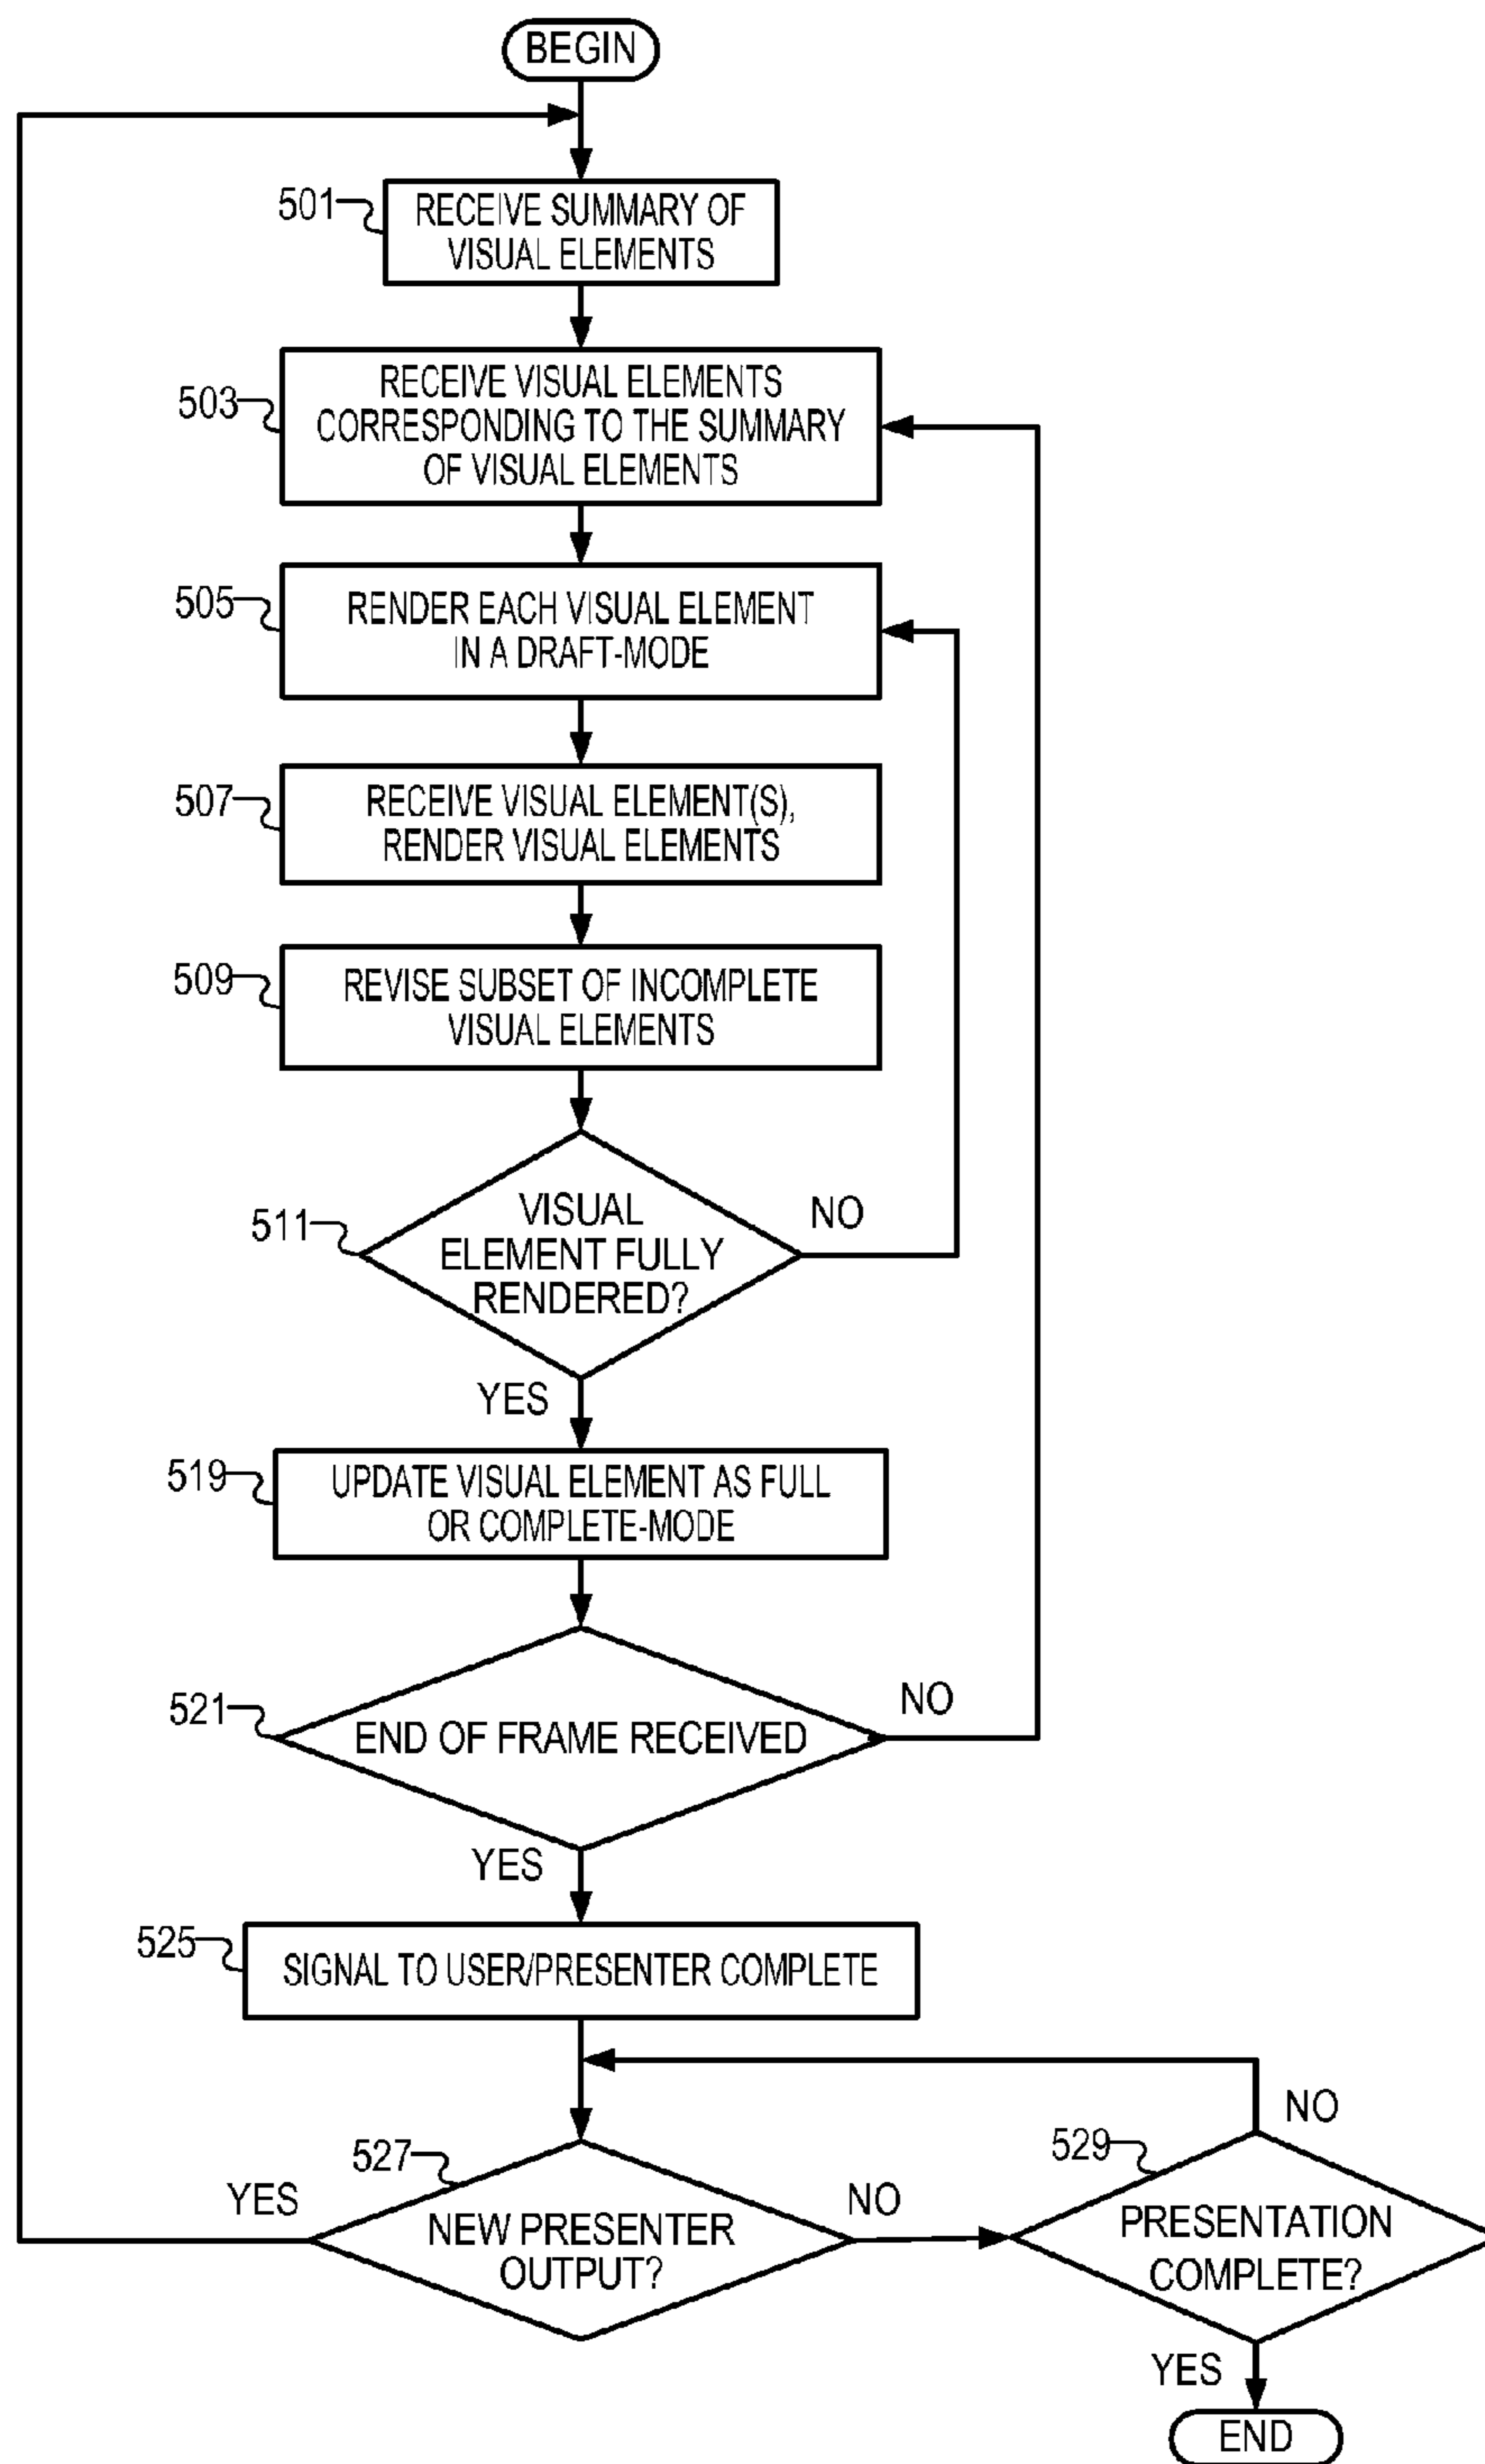 BEGIN
501
RECEIVE SUMMARY OF
VISUAL ELEMENTS
503
RECEIVE VISUAL ELEMENTS
CORRESPONDING TO THE SUMMARY
OF VISUAL ELEMENTS
505
RENDER EACH VISUAL ELEMENT
IN A DRAFT-MODE
507
RECEIVE VISUAL ELEMENT(S),
RENDER VISUAL ELEMENTS
509
REVISE SUBSET OF INCOMPLETE
VISUAL ELEMENTS
511
VISUAL
ELEMENT FULLY
RENDERED?
NO
YES
519
UPDATE VISUAL ELEMENT AS FULL
OR COMPLETE-MODE
521
END OF FRAME RECEIVED
NO
YES
525
SIGNAL TO USER/PRESENTER COMPLETE
527
NEW PRESENTER
OUTPUT?
YES
NO
529
PRESENTATION
COMPLETE?
NO
YES
END